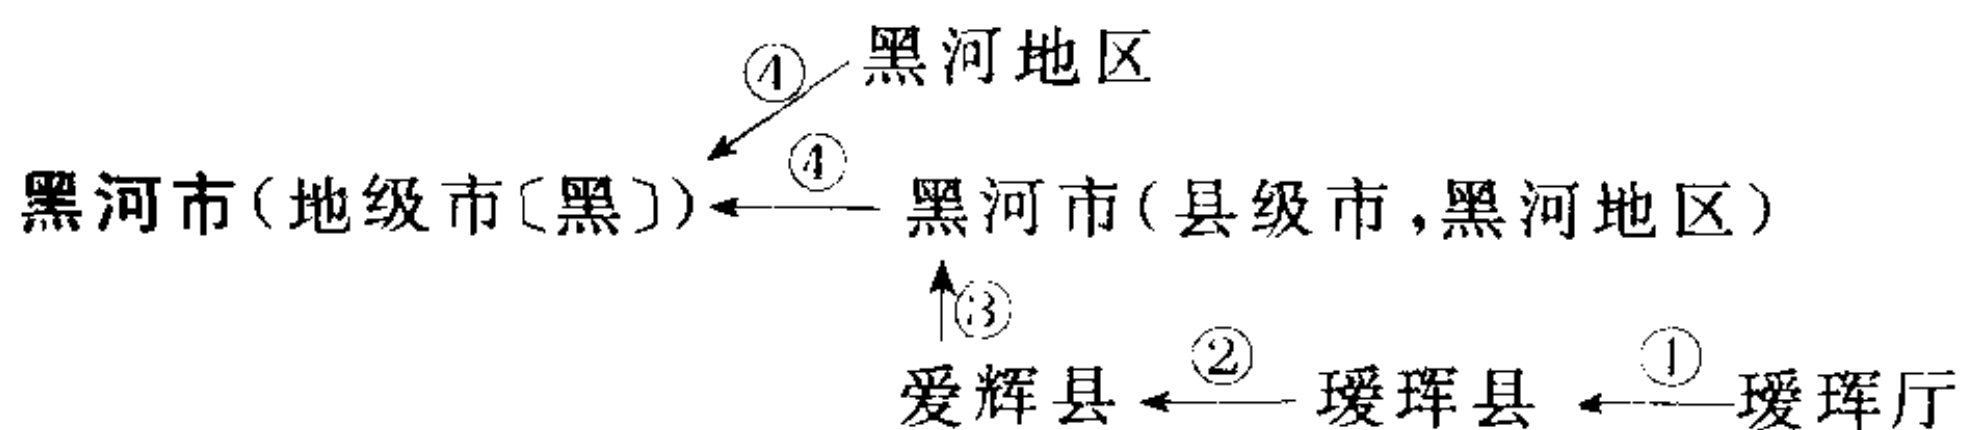 ④ 黑河地区
黑河市(地级市〔黑〕) ④ 黑河市(县级市,黑河地区)
③
爱辉县 ② 瑷珲县 ① 瑷珲厅